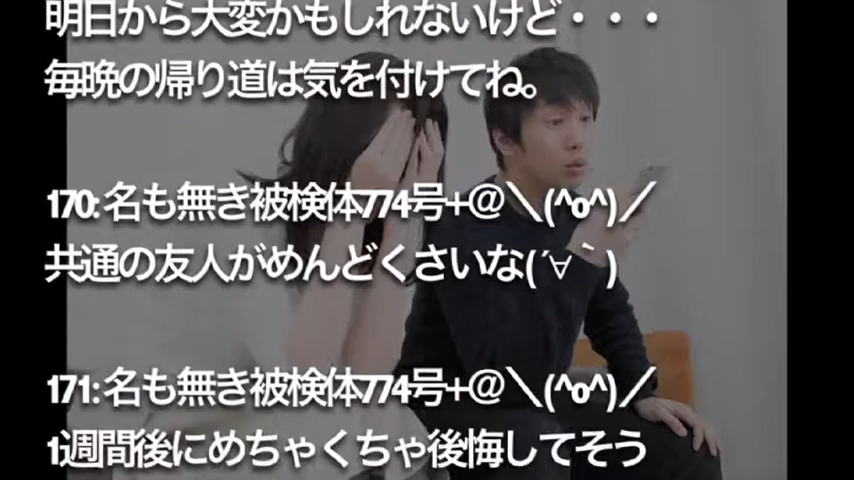 明日から大変かもしれないけど・・・
毎晩の帰り道は気を付けてね。
170: 名も無き被検体774号+@＼(^o^)／
共通の友人がめんどくさいな(´∀｀)
171: 名も無き被検体774号+@＼(^o^)／
1週間後にめちゃくちゃ後悔してそう